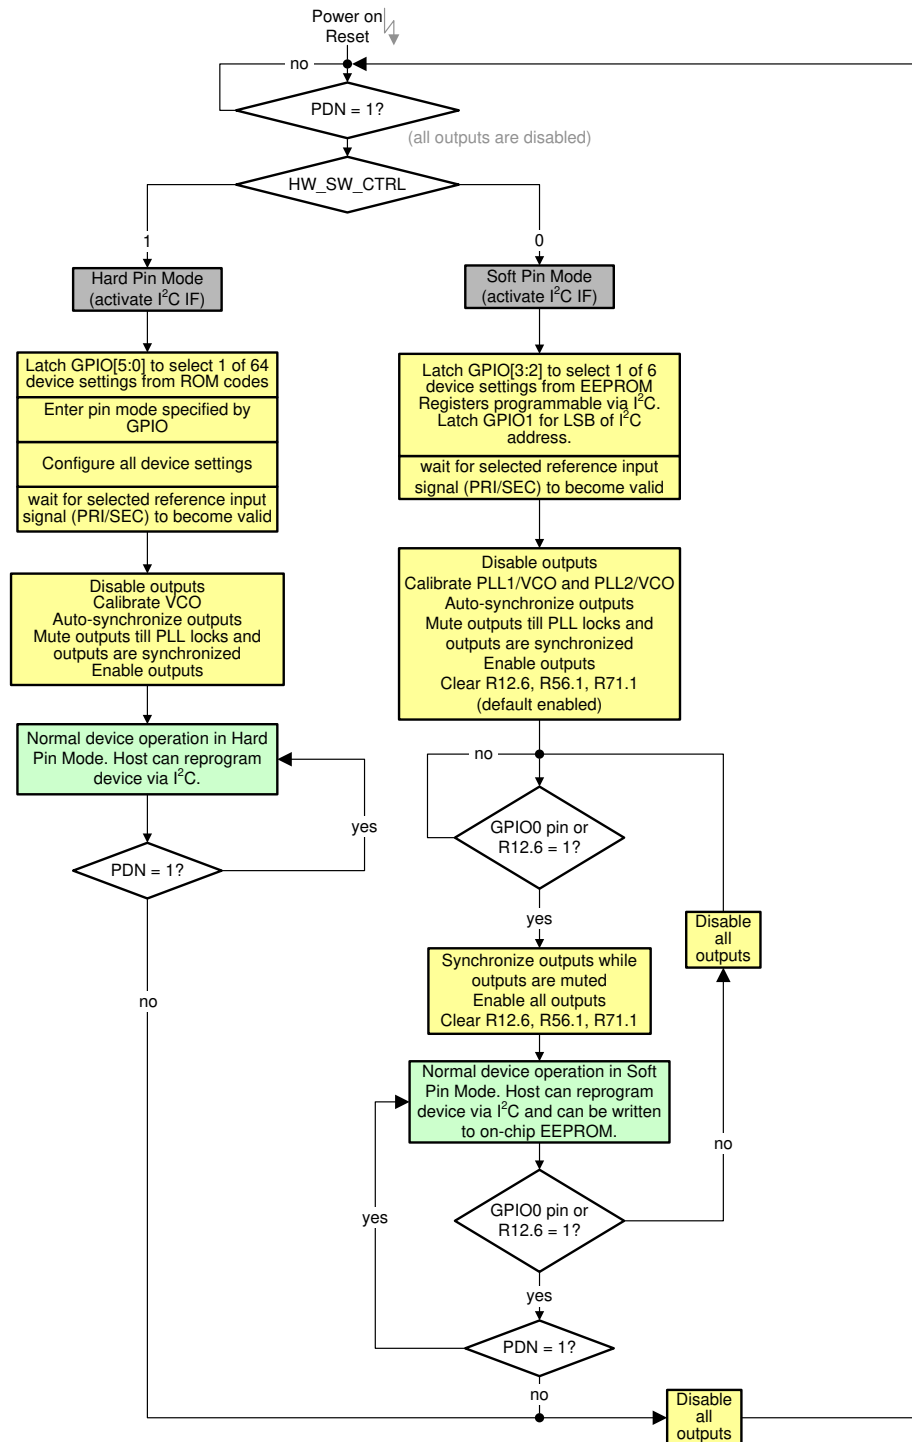 Power on
Reset
no
PDN = 1?
(all outputs are disabled)
HW_SW_CTRL
1
0
Hard Pin Mode
(activate I²C IF)
Soft Pin Mode
(activate I²C IF)
Latch GPIO[5:0] to select 1 of 64
device settings from ROM codes
Enter pin mode specified by
GPIO
Configure all device settings
wait for selected reference input
signal (PRI/SEC) to become valid
Latch GPIO[3:2] to select 1 of 6
device settings from EEPROM
Registers programmable via I²C.
Latch GPIO1 for LSB of I²C
address.
wait for selected reference input
signal (PRI/SEC) to become valid
Disable outputs
Calibrate VCO
Auto-synchronize outputs
Mute outputs till PLL locks and
outputs are synchronized
Enable outputs
Disable outputs
Calibrate PLL1/VCO and PLL2/VCO
Auto-synchronize outputs
Mute outputs till PLL locks and
outputs are synchronized
Enable outputs
Clear R12.6, R56.1, R71.1
(default enabled)
Normal device operation in Hard
Pin Mode. Host can reprogram
device via I²C.
yes
PDN = 1?
no
no
GPIO0 pin or
R12.6 = 1?
yes
Disable
all
outputs
Synchronize outputs while
outputs are muted
Enable all outputs
Clear R12.6, R56.1, R71.1
Normal device operation in Soft
Pin Mode. Host can reprogram
device via I²C and can be written
to on-chip EEPROM.
no
GPIO0 pin or
R12.6 = 1?
yes
yes
PDN = 1?
no
Disable
all
outputs